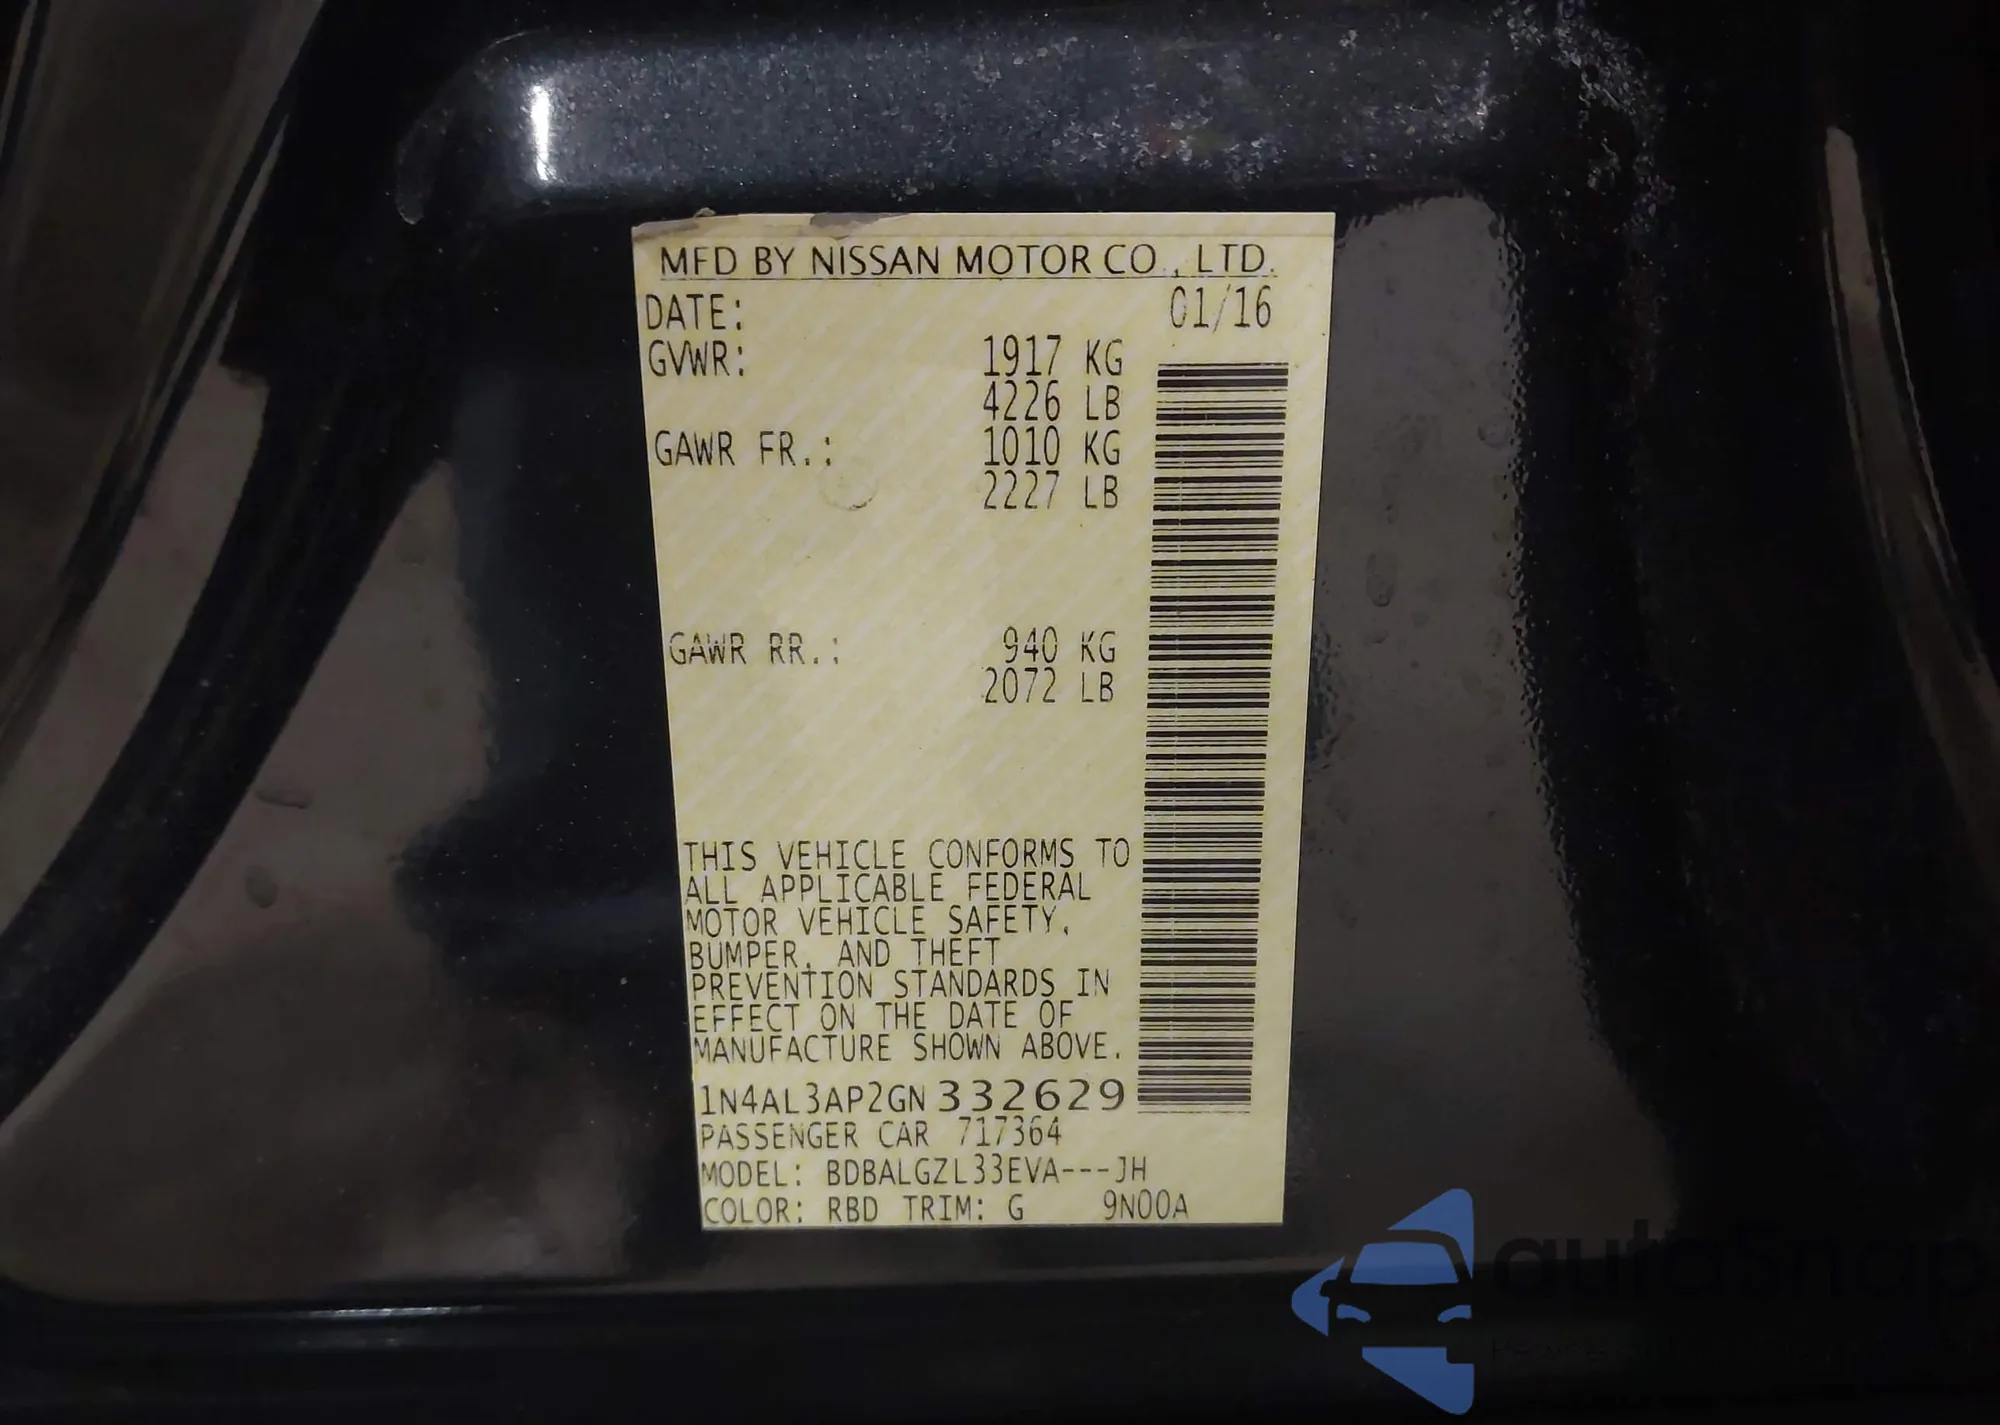 MFD BY NISSAN MOTOR CO., LTD.
DATE: 01/16
GVWR: 1917 KG
4226 LB
GAWR FR.: 1010 KG
2227 LB
GAWR RR.: 940 KG
2072 LB
THIS VEHICLE CONFORMS TO
ALL APPLICABLE FEDERAL
MOTOR VEHICLE SAFETY,
BUMPER, AND THEFT
PREVENTION STANDARDS IN
EFFECT ON THE DATE OF
MANUFACTURE SHOWN ABOVE.
1N4AL3AP2GN332629
PASSENGER CAR 717364
MODEL: BDBALGZL33EVA---JH
COLOR: RBD TRIM: G 9N00A
autosnap